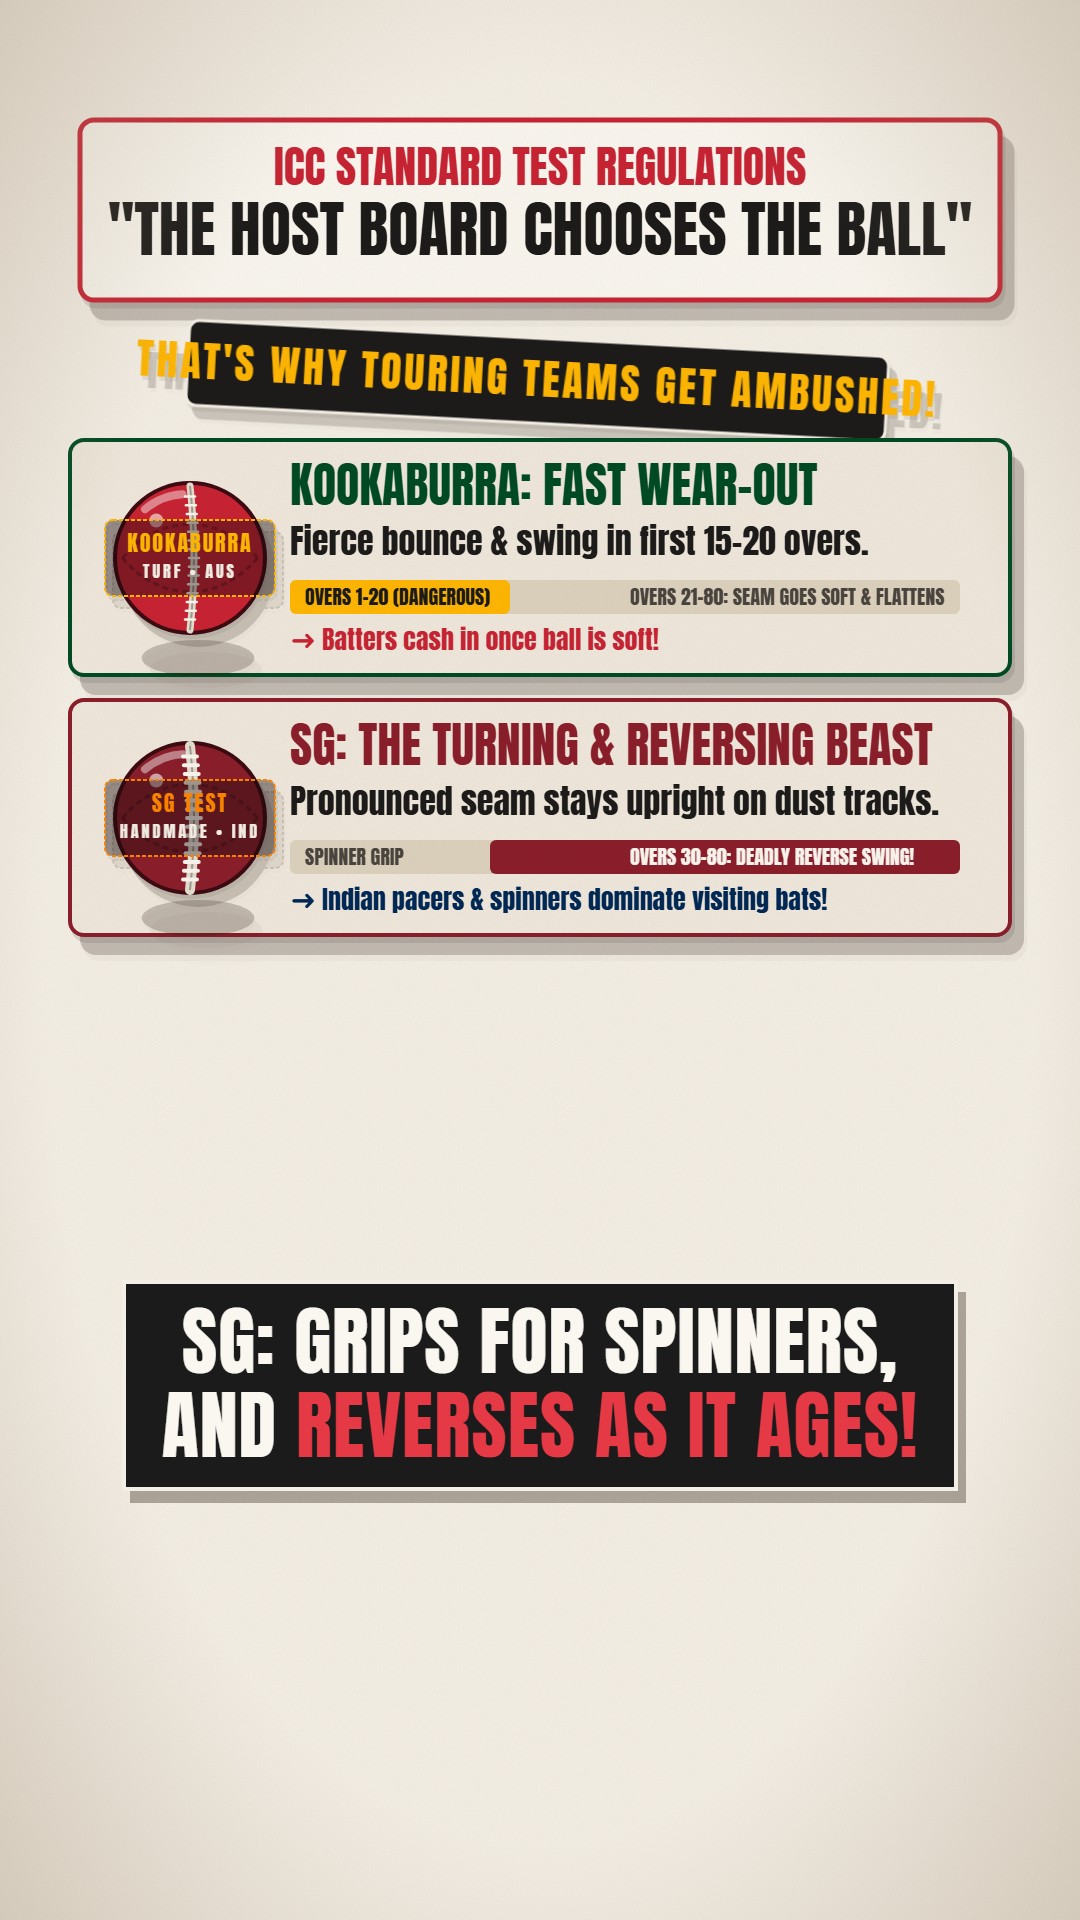 ICC STANDARD TEST REGULATIONS
"THE HOST BOARD CHOOSES THE BALL"
THAT'S WHY TOURING TEAMS GET AMBUSHED!
KOOKABURRA
TURF • AUS
KOOKABURRA: FAST WEAR-OUT
Fierce bounce & swing in first 15-20 overs.
OVERS 1-20 (DANGEROUS)
OVERS 21-80: SEAM GOES SOFT & FLATTENS
→ Batters cash in once ball is soft!
SG TEST
HANDMADE • IND
SG: THE TURNING & REVERSING BEAST
Pronounced seam stays upright on dust tracks.
SPINNER GRIP
OVERS 30-80: DEADLY REVERSE SWING!
→ Indian pacers & spinners dominate visiting bats!
SG: GRIPS FOR SPINNERS,
AND REVERSES AS IT AGES!